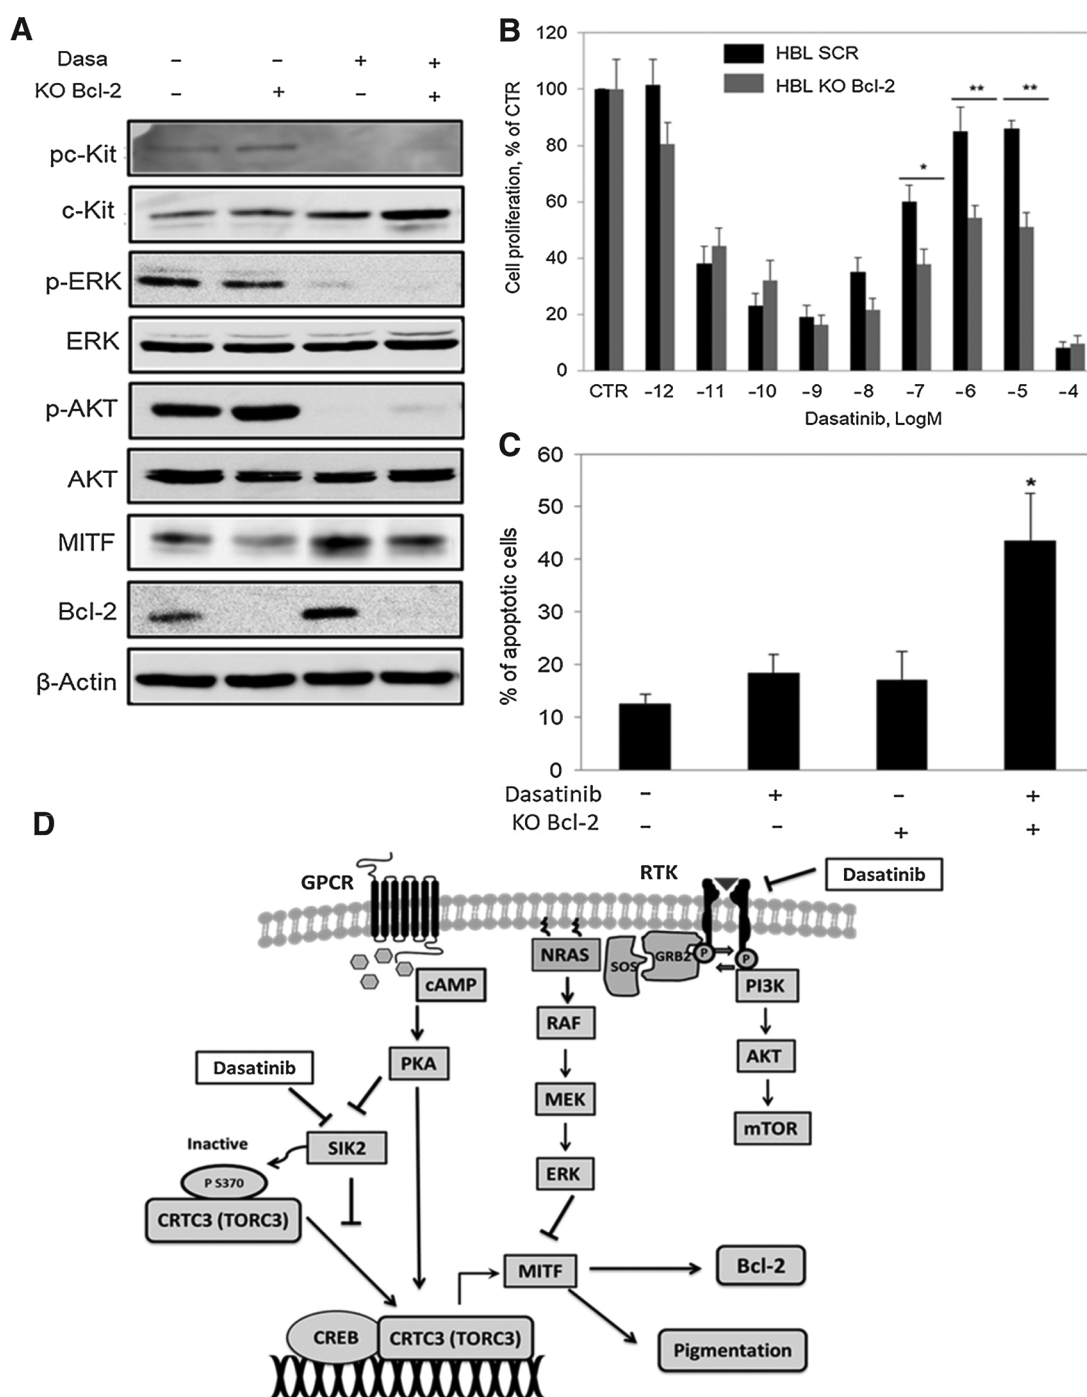 A
Dasa – – + +
KO Bcl-2 – + – +
pc-Kit
c-Kit
p-ERK
ERK
p-AKT
AKT
MITF
Bcl-2
β-Actin
B
HBL SCR
HBL KO Bcl-2
Cell proliferation, % of CTR
120
100
80
60
40
20
0
*
**
**
CTR –12 –11 –10 –9 –8 –7 –6 –5 –4
Dasatinib, LogM
C
% of apoptotic cells
60
50
40
30
20
10
0
*
Dasatinib – + – +
KO Bcl-2 – – + +
D
GPCR
RTK
Dasatinib
NRAS
SOS
GRB2
P
P
cAMP
PI3K
RAF
PKA
AKT
Dasatinib
MEK
mTOR
Inactive
SIK2
P S370
ERK
CRTC3 (TORC3)
MITF
Bcl-2
CREB
CRTC3 (TORC3)
Pigmentation